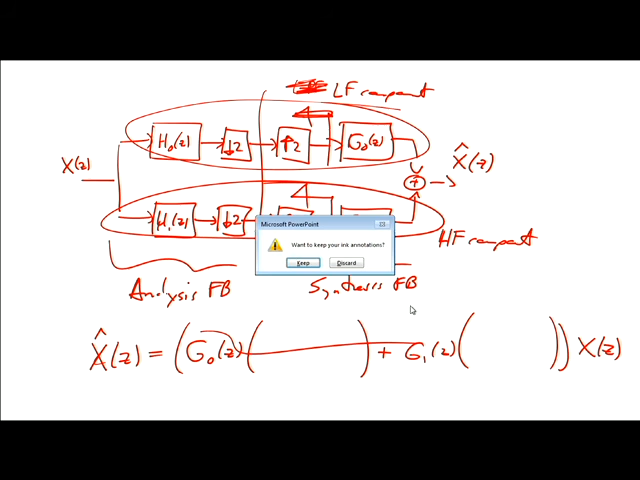 LF component
H₀(z) ↓2 ↑2 G₀(z)
X(z)
+ X̂(z)
H₁(z) ↓2
HF component
Microsoft PowerPoint
Want to keep your ink annotations?
Keep Discard
Analysis FB Synthesis FB
X̂(z) = (G₀(z)( ) + G₁(z)( )) X(z)